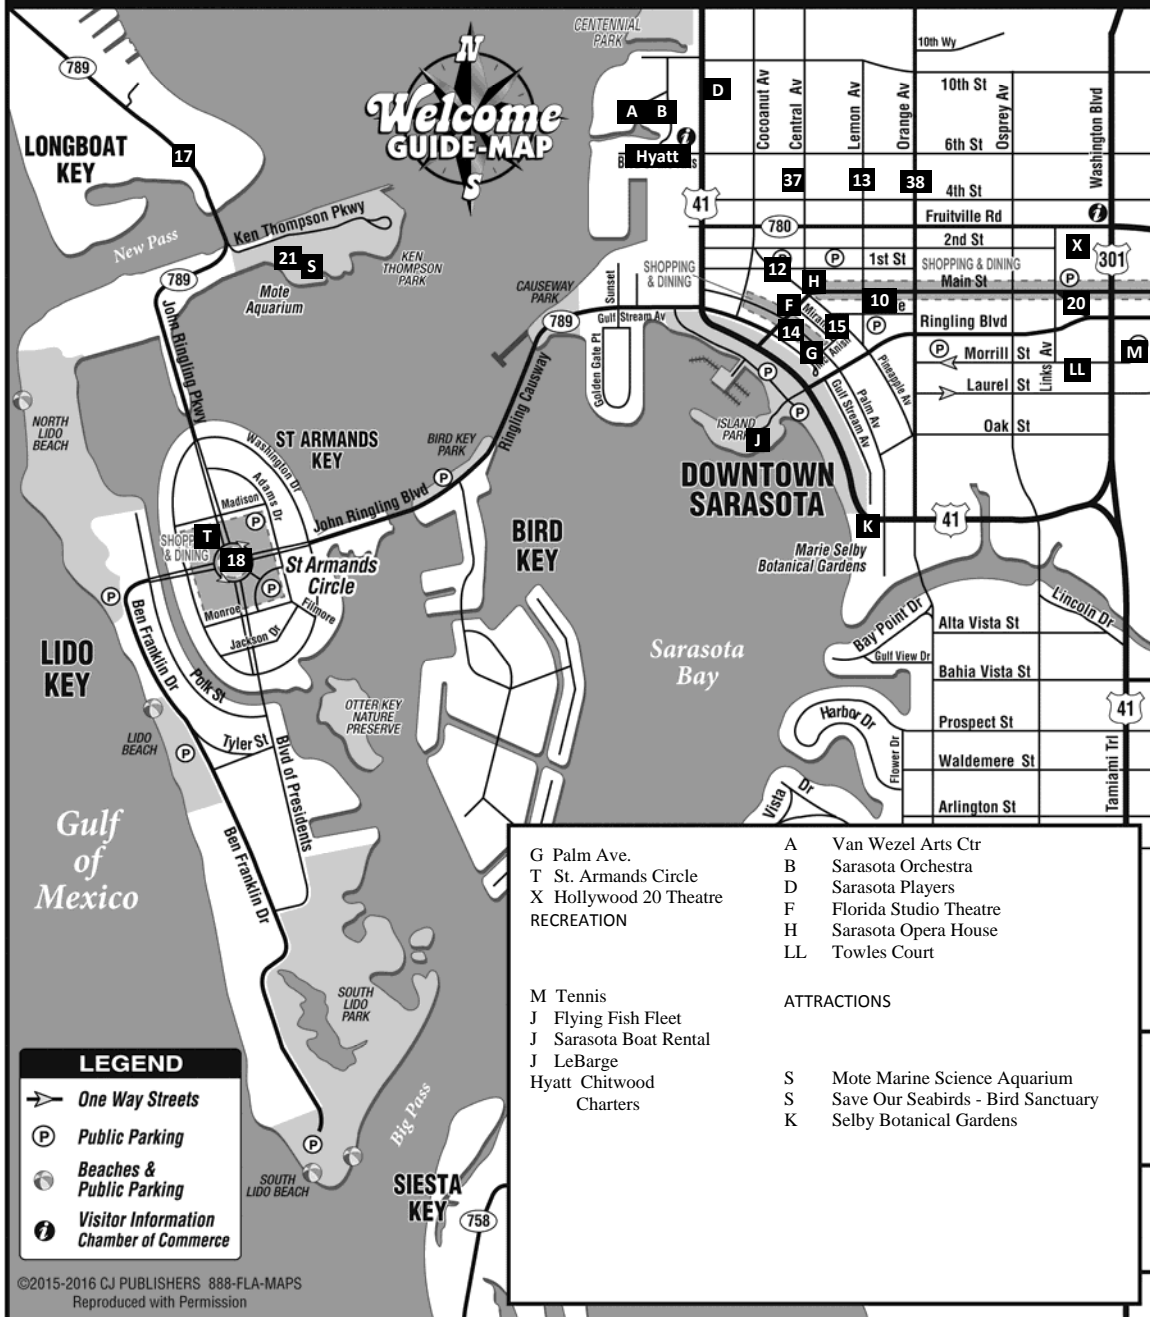 CENTENNIAL
PARK
10th Wy
789
N
Welcome
GUIDE-MAP
S
D
10th St
Cocoanut Av
Central Av
Lemon Av
Orange Av
Osprey Av
Washington Blvd
A
B
LONGBOAT
KEY
17
i
6th St
Hyatt
37
13
38
4th St
41
Fruitville Rd
780
i
Ken Thompson Pkwy
New Pass
21
S
KEN
THOMPSON
PARK
Mote
Aquarium
789
2nd St
X
301
SHOPPING
& DINING
P
P
1st St
SHOPPING & DINING
12
H
Main St
P
CAUSEWAY
PARK
Sunset
F
10
20
789
Gulf Stream Av
14
15
P
Ringling Blvd
G
P
Morrill St
Links Av
M
LL
Golden Gate Pt
P
Laurel St
Pineapple Av
Palm Av
Gulf Stream Av
P
John Ringling Pkwy
Ringling Causway
NORTH
LIDO
BEACH
ISLAND
PARK
J
Oak St
ST ARMANDS
KEY
Washington Dr
BIRD KEY
PARK
P
DOWNTOWN
SARASOTA
Adams Dr
Madison
John Ringling Blvd
P
K
41
SHOPPING
& DINING
T
18
St Armands
Circle
BIRD
KEY
Marie Selby
Botanical Gardens
P
P
Monroe
Filmore
Jackson Dr
Ben Franklin Dr
Bay Point Dr
Lincoln Dr
Alta Vista St
Gulf View Dr
LIDO
KEY
Polk St
Sarasota
Bay
Bahia Vista St
OTTER KEY
NATURE
PRESERVE
Harbor Dr
41
Prospect St
LIDO
BEACH
P
Tyler St
Blvd of Presidents
Flower Dr
Waldemere St
Tamiami Trl
Vista Dr
Arlington St
Gulf
of
Mexico
Ben Franklin Dr
G Palm Ave.
T St. Armands Circle
X Hollywood 20 Theatre
RECREATION
M Tennis
J Flying Fish Fleet
J Sarasota Boat Rental
J LeBarge
Hyatt Chitwood
Charters
A Van Wezel Arts Ctr
B Sarasota Orchestra
D Sarasota Players
F Florida Studio Theatre
H Sarasota Opera House
LL Towles Court
ATTRACTIONS
S Mote Marine Science Aquarium
S Save Our Seabirds - Bird Sanctuary
K Selby Botanical Gardens
SOUTH
LIDO
PARK
Big Pass
P
SOUTH
LIDO BEACH
SIESTA
KEY
758
LEGEND
One Way Streets
P Public Parking
Beaches &
Public Parking
i Visitor Information
Chamber of Commerce
©2015-2016 CJ PUBLISHERS 888-FLA-MAPS
Reproduced with Permission